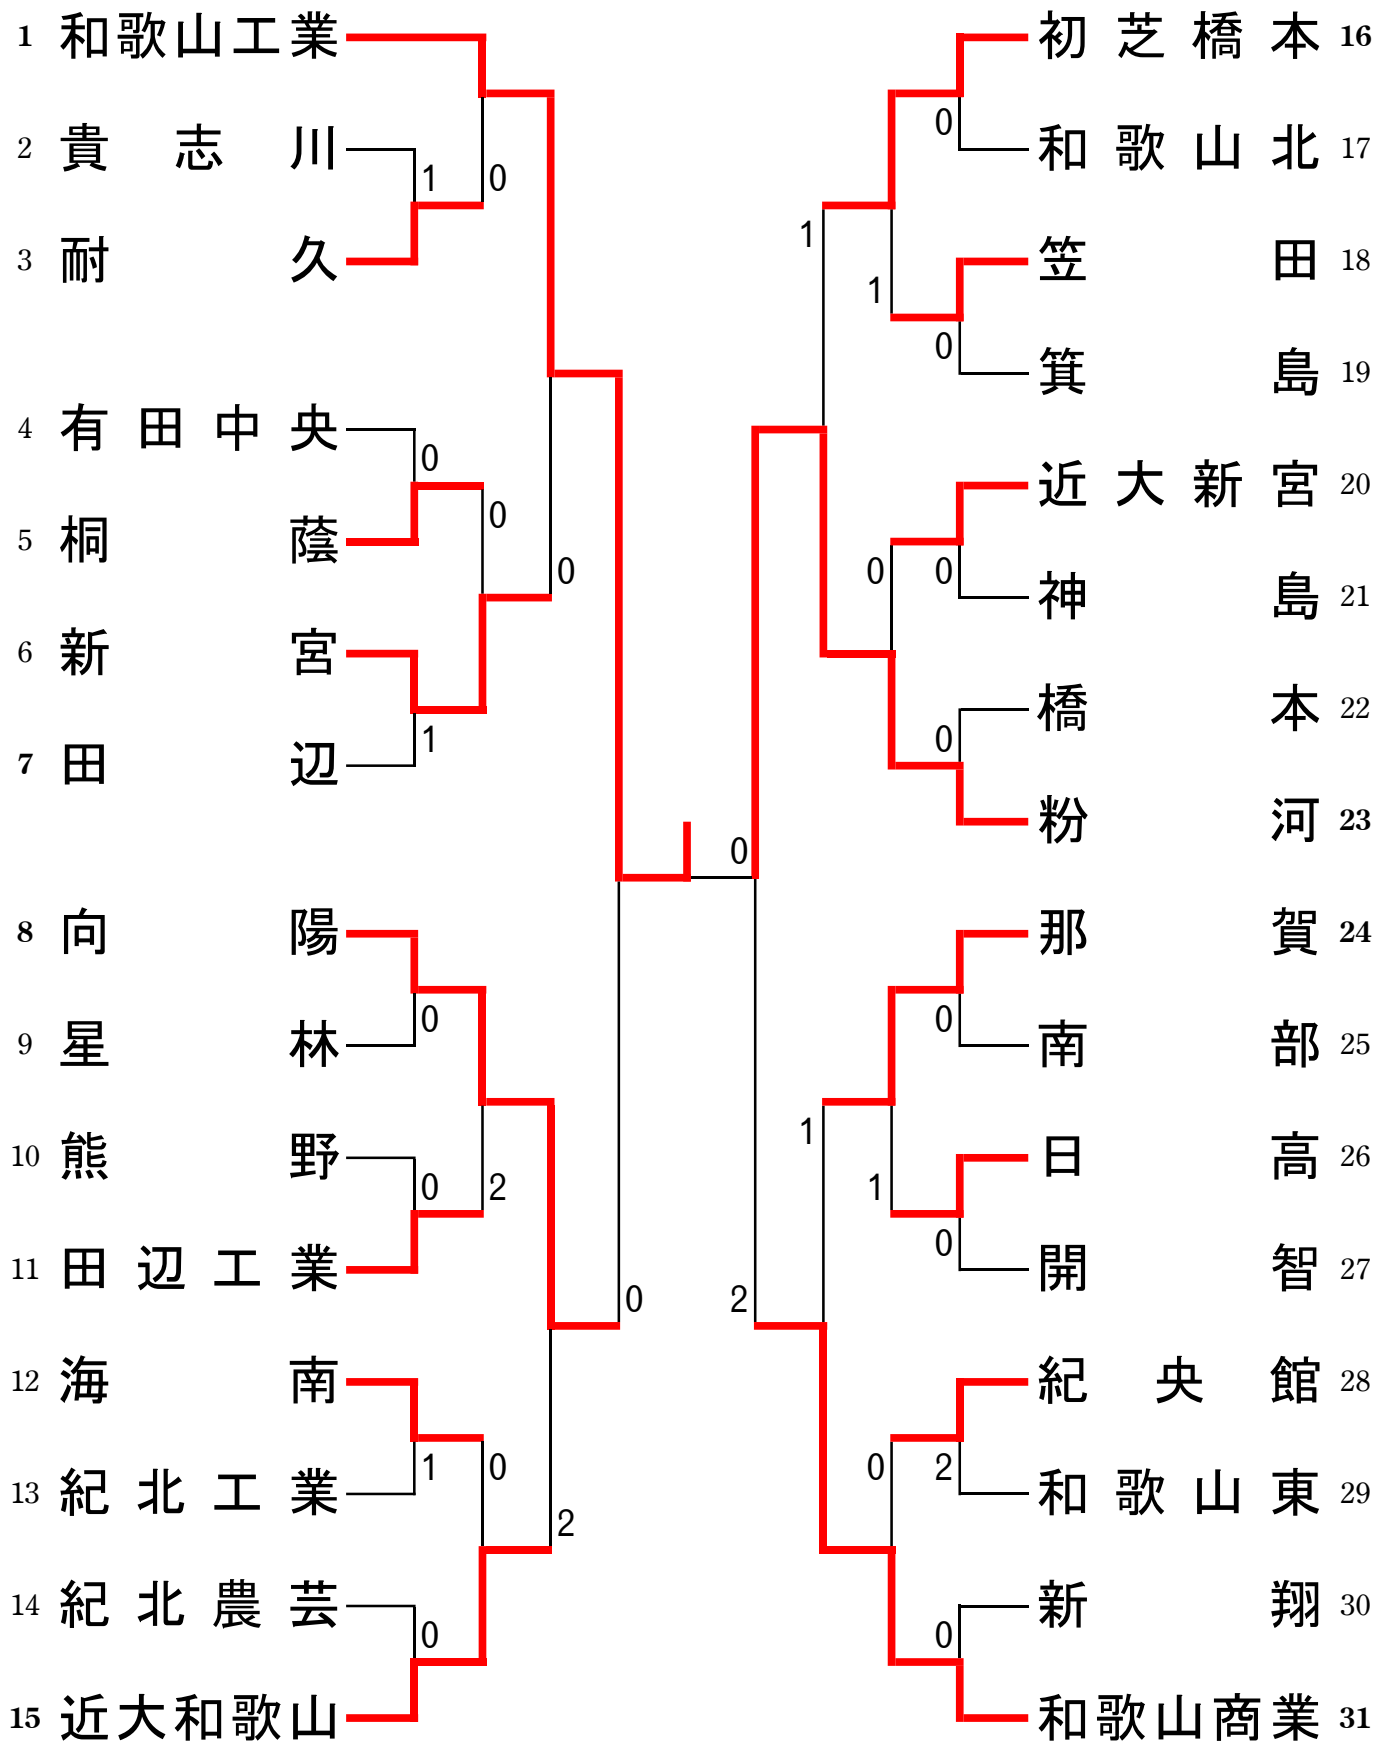 1 和歌山工業
2 貴志川
1
0
3 耐久
4 有田中央
0
0
5 桐蔭
0
6 新宮
7 田辺
1
8 向陽
9 星林
0
10 熊野
0
2
11 田辺工業
0
12 海南
13 紀北工業
1
0
2
14 紀北農芸
0
15 近大和歌山
初芝橋本 16
0
和歌山北 17
1
笠田 18
1
0
箕島 19
近大新宮 20
0
0
神島 21
橋本 22
0
粉河 23
0
那賀 24
0
南部 25
1
日高 26
1
0
開智 27
2
紀央館 28
0
2
和歌山東 29
新翔 30
0
和歌山商業 31